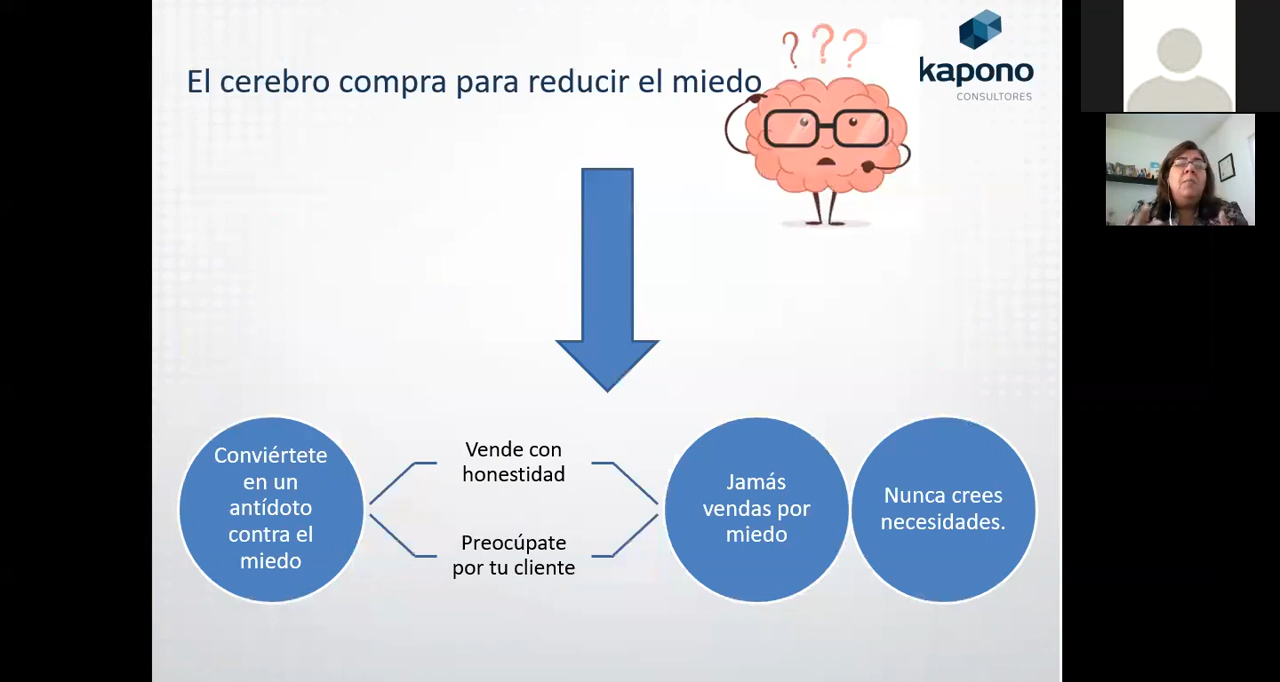 El cerebro compra para reducir el miedo
? ? ?
kapono
CONSULTORES
Conviértete
en un
antídoto
contra el
miedo
Vende con
honestidad
Preocúpate
por tu cliente
Jamás
vendas por
miedo
Nunca crees
necesidades.